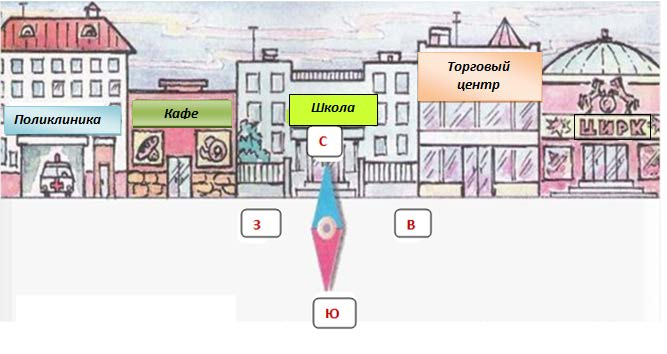 Поликлиника
Кафе
Школа
Торговый
центр
ЦИРК
С
З
В
Ю